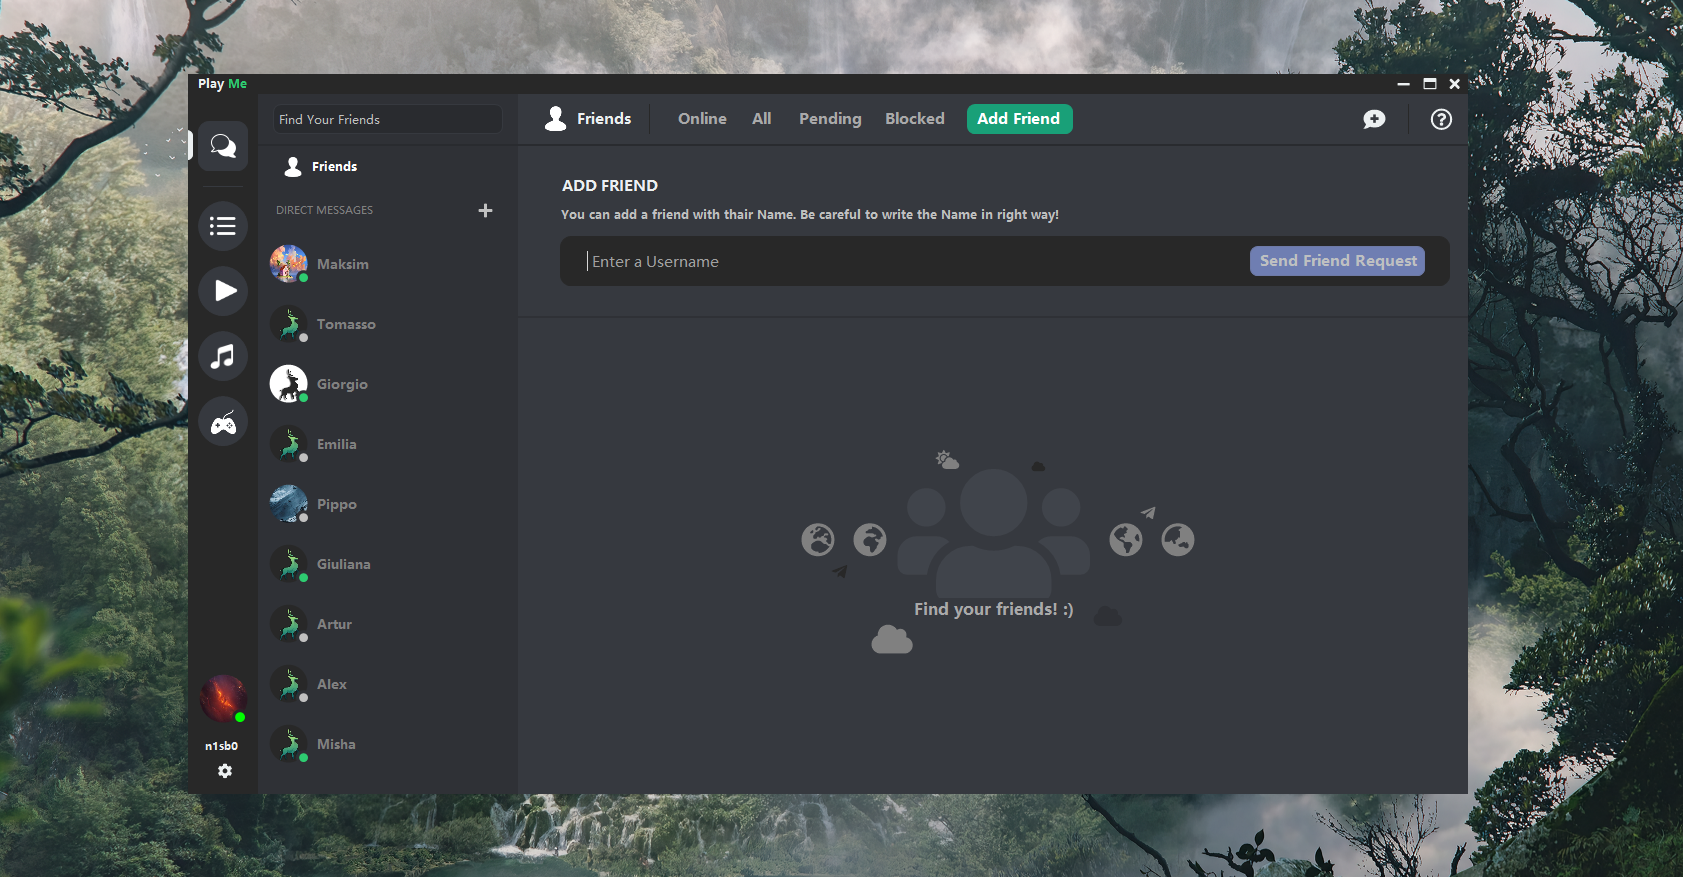 Play Me
Find Your Friends
Friends
DIRECT MESSAGES
Maksim
Tomasso
Giorgio
Emilia
Pippo
Giuliana
Artur
Alex
Misha
n1sb0
Friends
Online
All
Pending
Blocked
Add Friend
ADD FRIEND
You can add a friend with thair Name. Be careful to write the Name in right way!
Enter a Username
Send Friend Request
Find your friends! :)